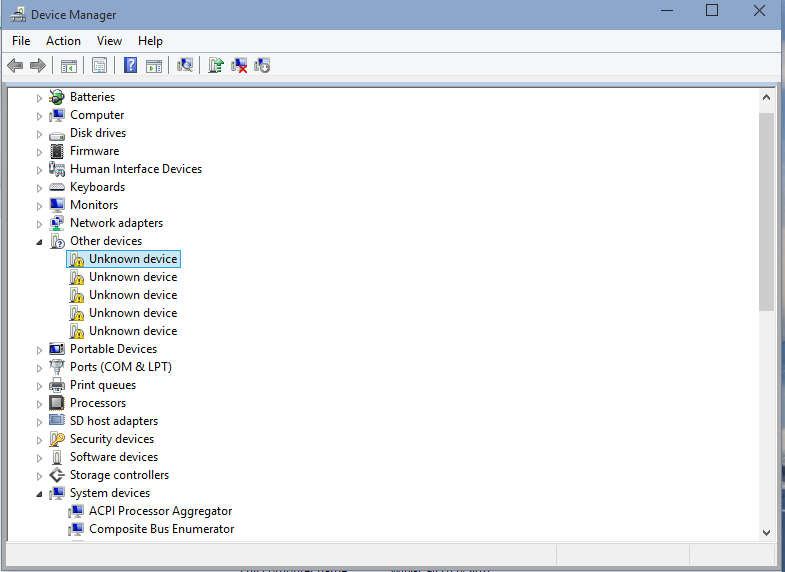 Device Manager
File Action View Help
Batteries
Computer
Disk drives
Firmware
Human Interface Devices
Keyboards
Monitors
Network adapters
Other devices
Unknown device
Unknown device
Unknown device
Unknown device
Unknown device
Portable Devices
Ports (COM & LPT)
Print queues
Processors
SD host adapters
Security devices
Software devices
Storage controllers
System devices
ACPI Processor Aggregator
Composite Bus Enumerator